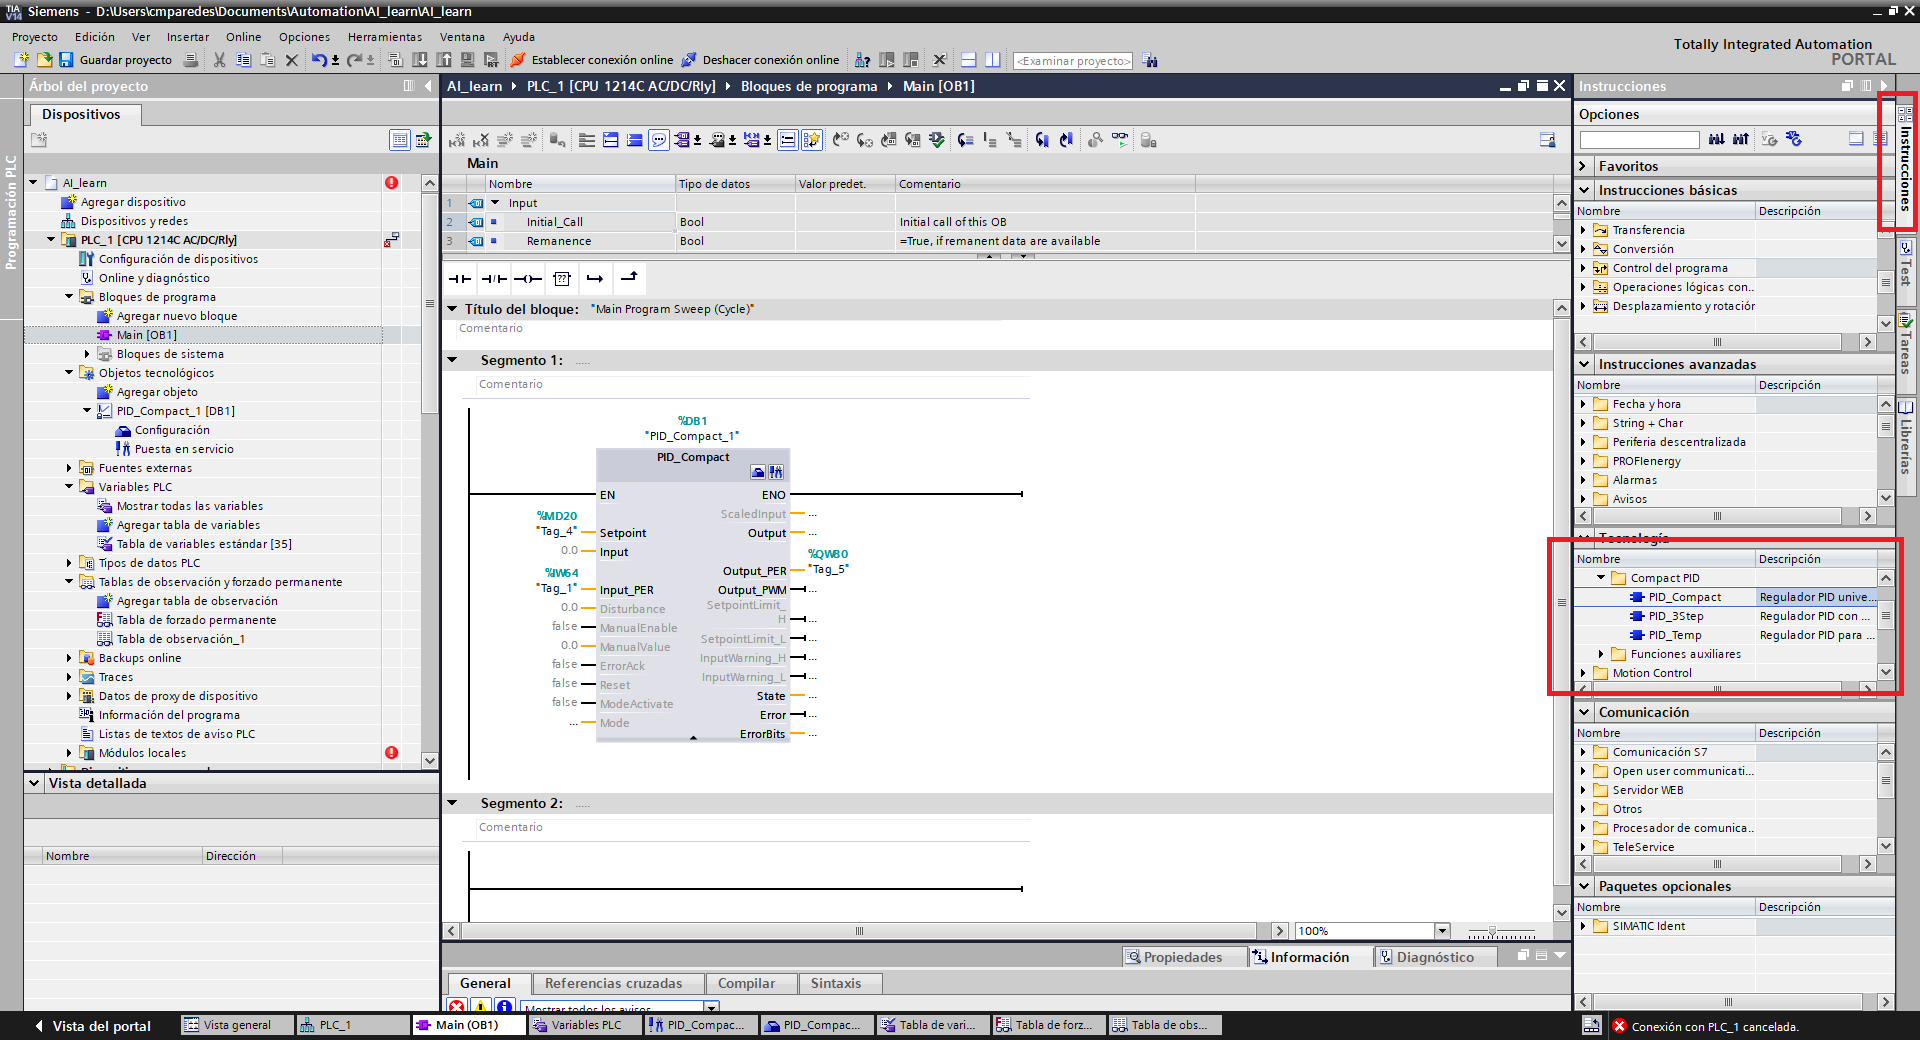 Siemens - D:\Users\cmparedes\Documents\Automation\AI_learn\AI_learn
Proyecto Edición Ver Insertar Online Opciones Herramientas Ventana Ayuda
Guardar proyecto
Establecer conexión online
Deshacer conexión online
<Examinar proyecto>
Totally Integrated Automation
PORTAL
Programación PLC
Árbol del proyecto
Dispositivos
AI_learn
Agregar dispositivo
Dispositivos y redes
PLC_1 [CPU 1214C AC/DC/Rly]
Configuración de dispositivos
Online y diagnóstico
Bloques de programa
Agregar nuevo bloque
Main [OB1]
Bloques de sistema
Objetos tecnológicos
Agregar objeto
PID_Compact_1 [DB1]
Configuración
Puesta en servicio
Fuentes externas
Variables PLC
Mostrar todas las variables
Agregar tabla de variables
Tabla de variables estándar [35]
Tipos de datos PLC
Tablas de observación y forzado permanente
Agregar tabla de observación
Tabla de forzado permanente
Tabla de observación_1
Backups online
Traces
Datos de proxy de dispositivo
Información del programa
Listas de textos de aviso PLC
Módulos locales
Vista detallada
Nombre Dirección
AI_learn PLC_1 [CPU 1214C AC/DC/Rly] Bloques de programa Main [OB1]
Main
Nombre Tipo de datos Valor predet. Comentario
1 Input
2 Initial_Call Bool Initial call of this OB
3 Remanence Bool =True, if remanent data are available
??
Título del bloque: "Main Program Sweep (Cycle)"
Comentario
Segmento 1: .....
Comentario
%DB1
"PID_Compact_1"
PID_Compact
EN ENO
ScaledInput ...
%MD20
"Tag_4" Setpoint Output ...
0.0 Input
%QW80
Output_PER "Tag_5"
%IW64
"Tag_1" Input_PER Output_PWM ...
0.0 Disturbance SetpointLimit_H ...
false ManualEnable
0.0 ManualValue SetpointLimit_L ...
false ErrorAck InputWarning_H ...
false Reset InputWarning_L ...
false ModeActivate State ...
... Mode Error ...
ErrorBits ...
Segmento 2: .....
Comentario
100%
Propiedades Información Diagnóstico
General Referencias cruzadas Compilar Sintaxis
Mostrar todos los avisos
Instrucciones
Opciones
Favoritos
Instrucciones básicas
Nombre Descripción
Transferencia
Conversión
Control del programa
Operaciones lógicas con..
Desplazamiento y rotación
Instrucciones avanzadas
Nombre Descripción
Fecha y hora
String + Char
Periferia descentralizada
PROFIenergy
Alarmas
Avisos
Tecnología
Nombre Descripción
Compact PID
PID_Compact Regulador PID unive...
PID_3Step Regulador PID con ...
PID_Temp Regulador PID para ...
Funciones auxiliares
Motion Control
Comunicación
Nombre Descripción
Comunicación S7
Open user communicati...
Servidor WEB
Otros
Procesador de comunica..
TeleService
Paquetes opcionales
Nombre Descripción
SIMATIC Ident
Instrucciones
Test
Tareas
Librerías
Vista del portal
Vista general
PLC_1
Main (OB1)
Variables PLC
PID_Compac...
PID_Compac...
Tabla de vari...
Tabla de forz...
Tabla de obs...
Conexión con PLC_1 cancelada.